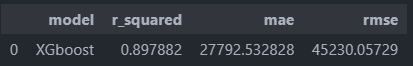 model r_squared mae rmse
0 XGboost 0.897882 27792.532828 45230.05729